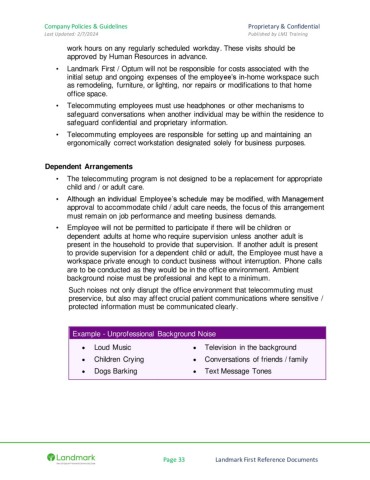 Company Policies & Guidelines
Proprietary & Confidential
Last Updated: 2/7/2024
Published by LM1 Training
work hours on any regularly scheduled workday. These visits should be
approved by Human Resources in advance.
• Landmark First / Optum will not be responsible for costs associated with the
initial setup and ongoing expenses of the employee's in-home workspace such
as remodeling, furniture, or lighting, nor repairs or modifications to that home
office space.
• Telecommuting employees must use headphones or other mechanisms to
safeguard conversations when another individual may be within the residence to
safeguard confidential and proprietary information.
• Telecommuting employees are responsible for setting up and maintaining an
ergonomically correct workstation designated solely for business purposes.
Dependent Arrangements
• The telecommuting program is not designed to be a replacement for appropriate
child and / or adult care.
• Although an individual Employee's schedule may be modified, with Management
approval to accommodate child / adult care needs, the focus of this arrangement
must remain on job performance and meeting business demands.
• Employee will not be permitted to participate if there will be children or
dependent adults at home who require supervision unless another adult is
present in the household to provide that supervision. If another adult is present
to provide supervision for a dependent child or adult, the Employee must have a
workspace private enough to conduct business without interruption. Phone calls
are to be conducted as they would be in the office environment. Ambient
background noise must be professional and kept to a minimum.
Such noises not only disrupt the office environment that telecommuting must
preservice, but also may affect crucial patient communications where sensitive /
protected information must be communicated clearly.
Example - Unprofessional Background Noise
• Loud Music
• Television in the background
• Children Crying
• Conversations of friends / family
• Dogs Barking
• Text Message Tones
Landmark
Page 33
Landmark First Reference Documents